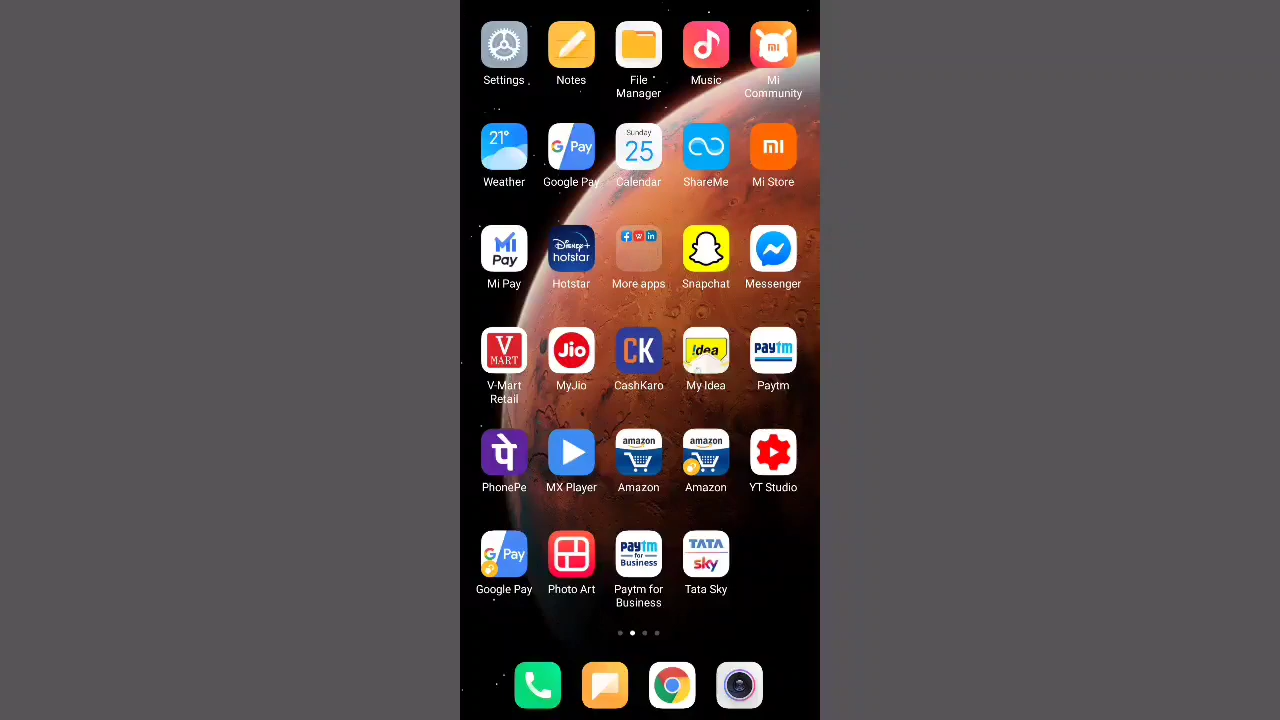 Settings
Notes
File
Manager
Music
mi
Mi
Community
21°
Weather
G Pay
Google Pay
Sunday
25
Calendar
ShareMe
mi
Mi Store
Mi
Pay
Mi Pay
Disney+
hotstar
Hotstar
f W in
More apps
Snapchat
Messenger
V
MART
V-Mart
Retail
Jio
MyJio
CK
CashKaro
!dea
My Idea
paytm
Paytm
पे
PhonePe
MX Player
amazon
Amazon
amazon
Amazon
YT Studio
G Pay
Google Pay
Photo Art
paytm
for
Business
Paytm for
Business
TATA
sky
Tata Sky